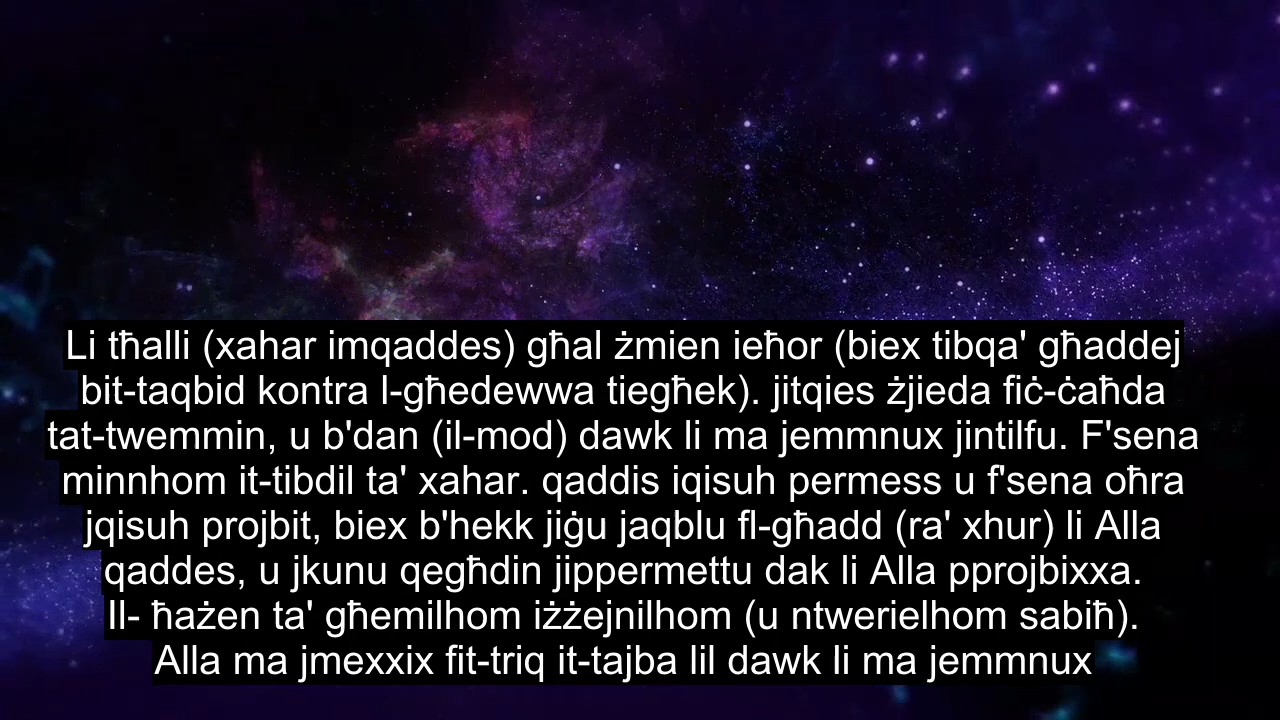 Li tħalli (xahar imqaddes) għal żmien ieħor (biex tibqa' għaddej
bit-taqbid kontra l-għedewwa tiegħek). jitqies żjieda fiċ-ċaħda
tat-twemmin, u b'dan (il-mod) dawk li ma jemmnux jintilfu. F'sena
minnhom it-tibdil ta' xahar. qaddis iqisuh permess u f'sena oħra
jqisuh projbit, biex b'hekk jiġu jaqblu fl-għadd (ra' xhur) li Alla
qaddes, u jkunu qegħdin jippermettu dak li Alla pprojbixxa.
Il- ħażen ta' għemilhom iżżejnilhom (u ntwerielhom sabiħ).
Alla ma jmexxix fit-triq it-tajba lil dawk li ma jemmnux